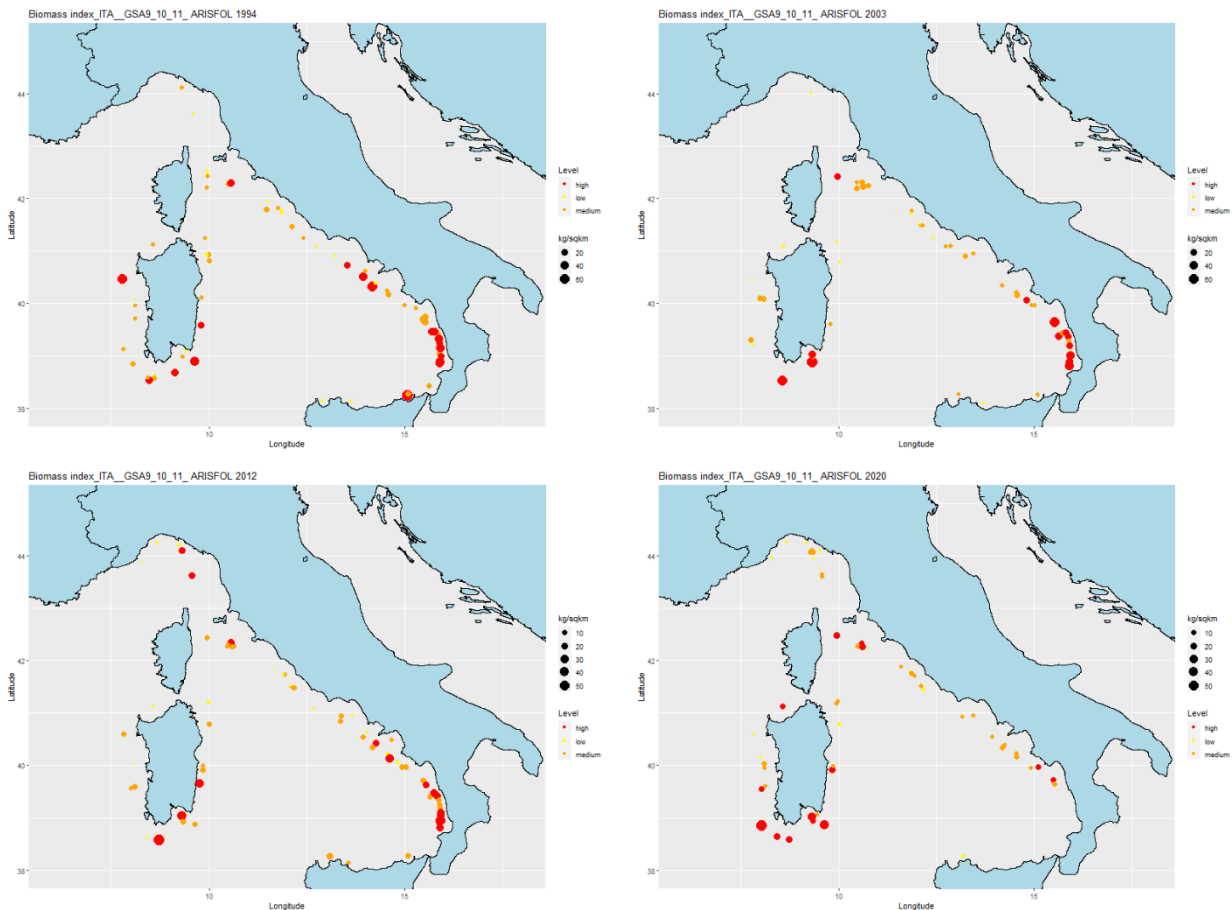 Biomass index_ITA__GSA9_10_11_ ARISFOL 1994
44
42
40
38
Latitude
10
15
Longitude
Level
high
low
medium
kg/sqkm
20
40
60
Biomass index_ITA__GSA9_10_11_ ARISFOL 2003
44
42
40
38
Latitude
10
15
Longitude
Level
high
low
medium
kg/sqkm
20
40
60
Biomass index_ITA__GSA9_10_11_ ARISFOL 2012
44
42
40
38
Latitude
10
15
Longitude
kg/sqkm
10
20
30
40
50
Level
high
low
medium
Biomass index_ITA__GSA9_10_11_ ARISFOL 2020
44
42
40
38
Latitude
10
15
Longitude
kg/sqkm
10
20
30
40
50
Level
high
low
medium